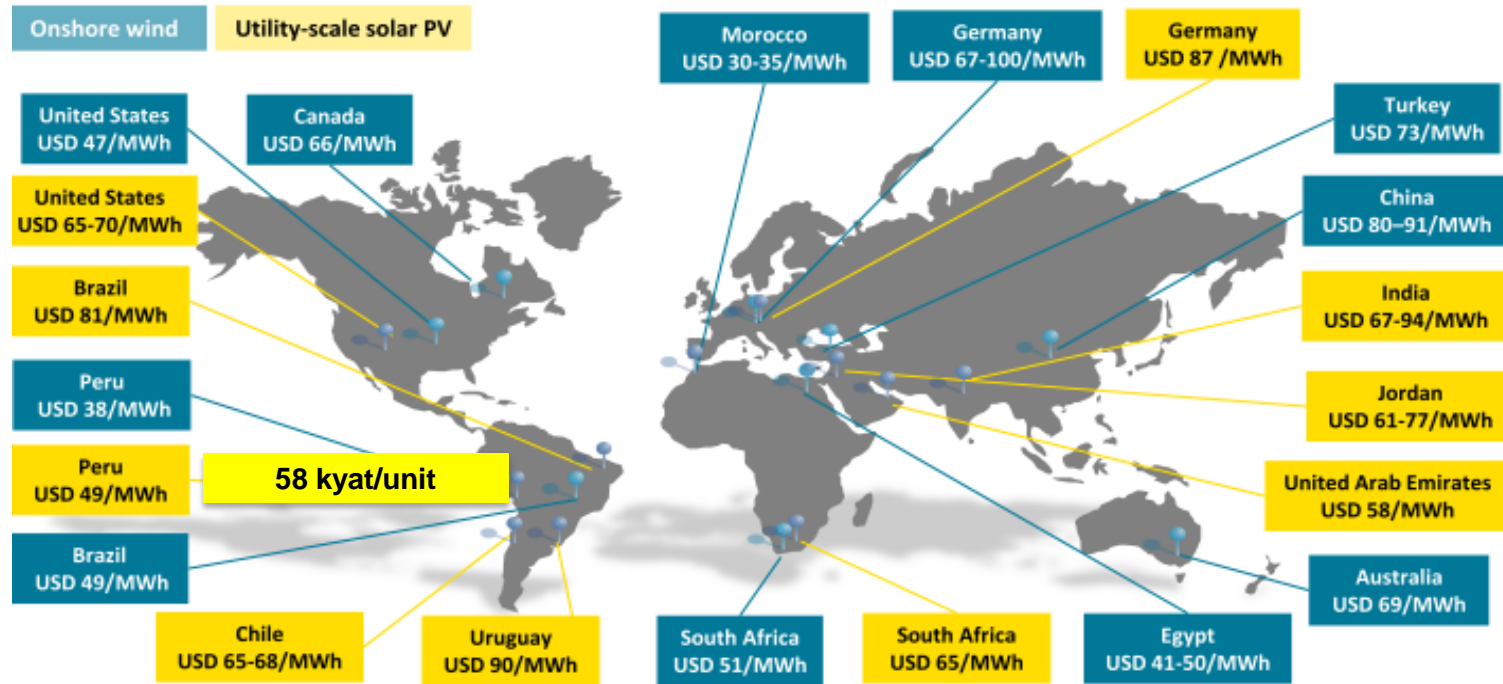 Onshore wind
Utility-scale solar PV
Morocco
USD 30-35/MWh
Germany
USD 67-100/MWh
Germany
USD 87 /MWh
United States
USD 47/MWh
Canada
USD 66/MWh
Turkey
USD 73/MWh
United States
USD 65-70/MWh
China
USD 80–91/MWh
Brazil
USD 81/MWh
India
USD 67-94/MWh
Peru
USD 38/MWh
Jordan
USD 61-77/MWh
Peru
USD 49/MWh
58 kyat/unit
United Arab Emirates
USD 58/MWh
Brazil
USD 49/MWh
Australia
USD 69/MWh
Chile
USD 65-68/MWh
Uruguay
USD 90/MWh
South Africa
USD 51/MWh
South Africa
USD 65/MWh
Egypt
USD 41-50/MWh